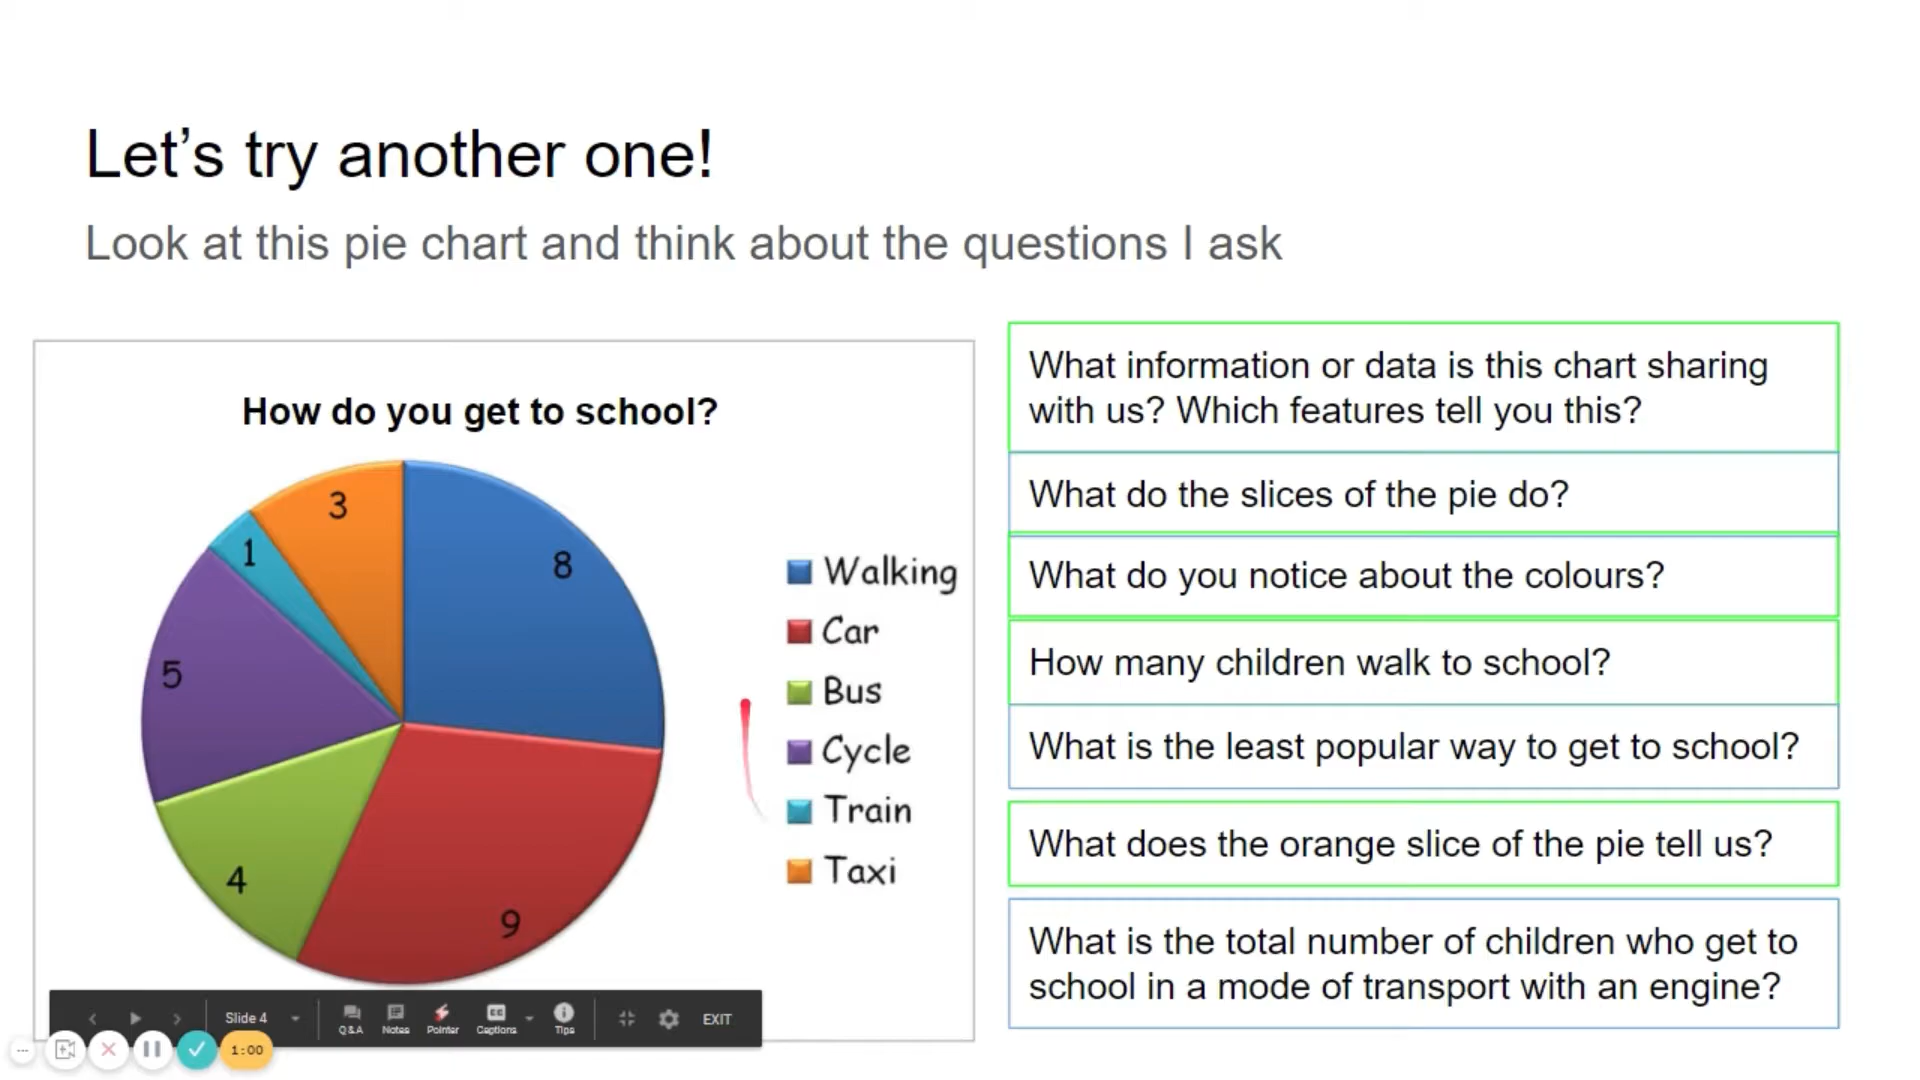 Let's try another one!
Look at this pie chart and think about the questions I ask
How do you get to school?
3
1
8
5
4
9
Walking
Car
Bus
Cycle
Train
Taxi
What information or data is this chart sharing
with us? Which features tell you this?
What do the slices of the pie do?
What do you notice about the colours?
How many children walk to school?
What is the least popular way to get to school?
What does the orange slice of the pie tell us?
What is the total number of children who get to
school in a mode of transport with an engine?
Slide 4
Q&A
Notes
Pointer
CC
Captions
Tips
EXIT
1:00